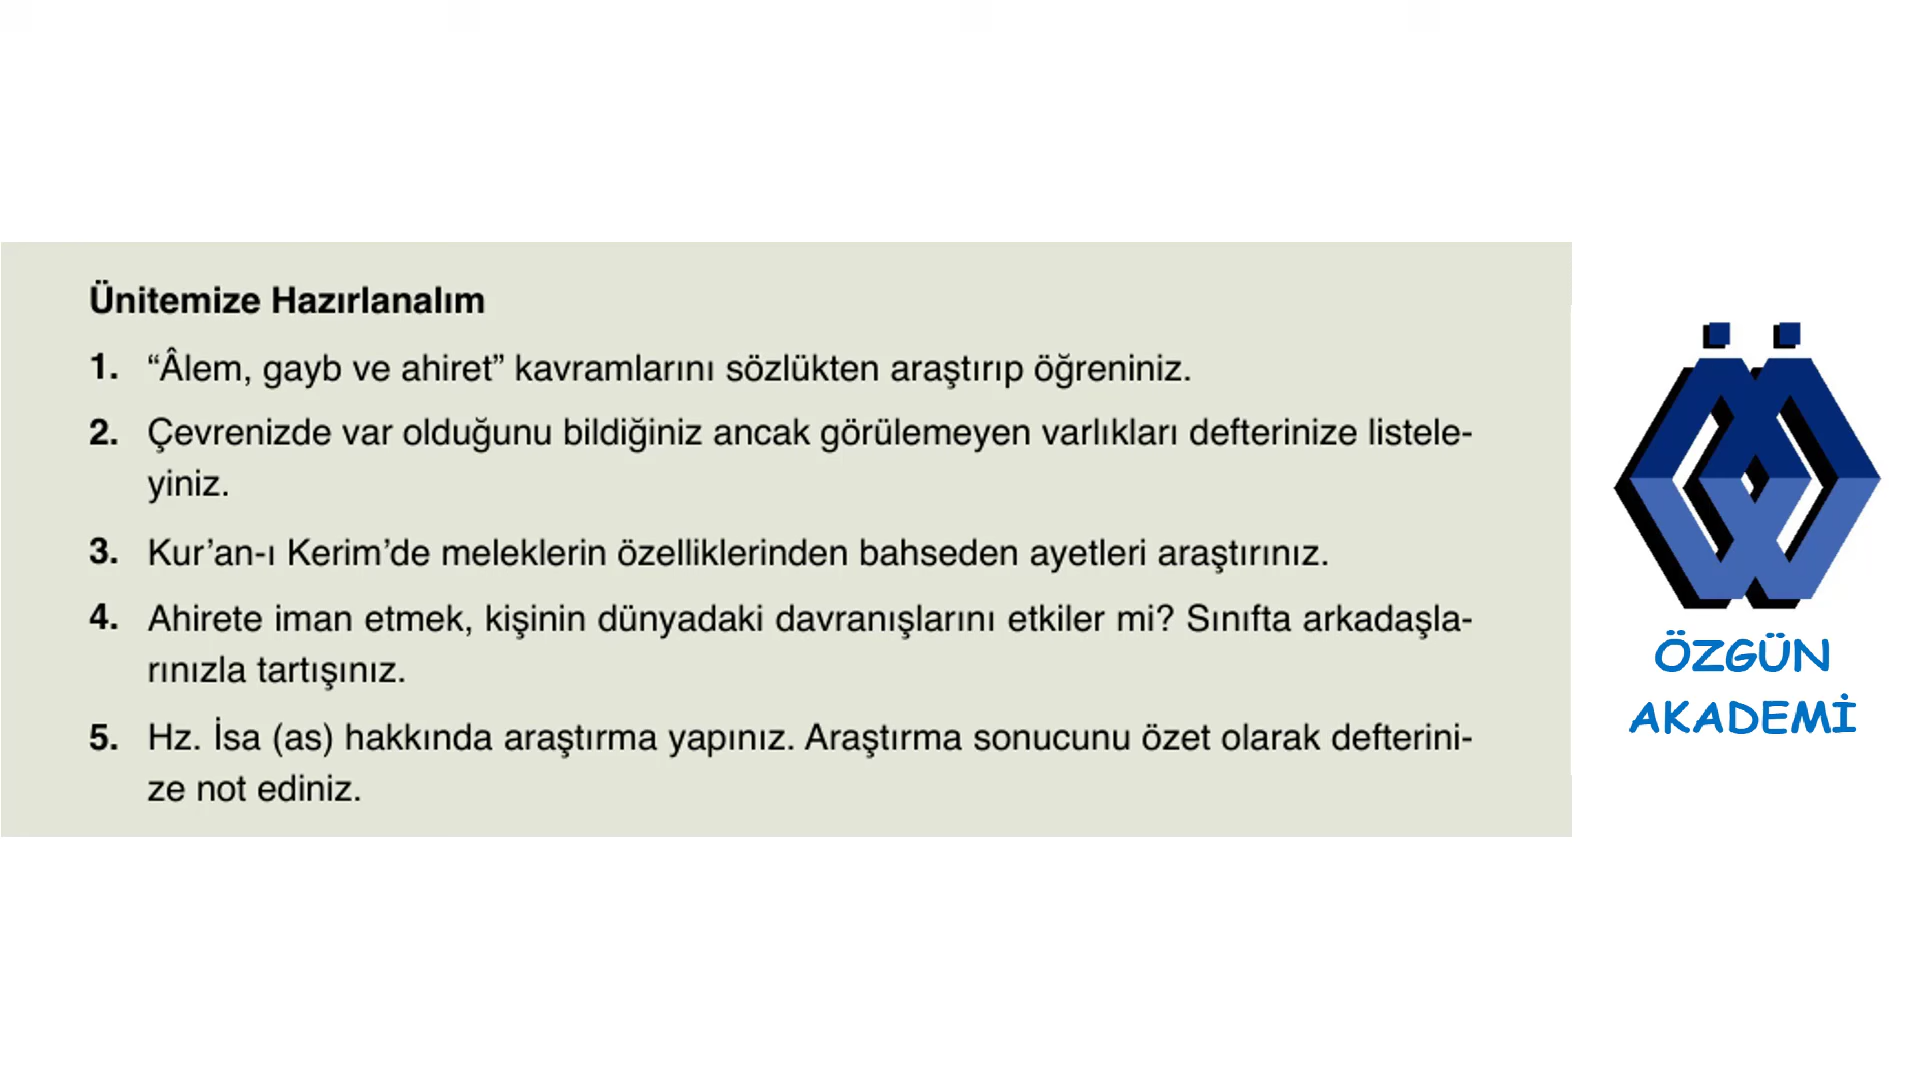 Ünitemize Hazırlanalım
1. “Âlem, gayb ve ahiret” kavramlarını sözlükten araştırıp öğreniniz.
2. Çevrenizde var olduğunu bildiğiniz ancak görülemeyen varlıkları defterinize listele-
yiniz.
3. Kur’an-ı Kerim’de meleklerin özelliklerinden bahseden ayetleri araştırınız.
4. Ahirete iman etmek, kişinin dünyadaki davranışlarını etkiler mi? Sınıfta arkadaşla-
rınızla tartışınız.
5. Hz. İsa (as) hakkında araştırma yapınız. Araştırma sonucunu özet olarak defterini-
ze not ediniz.
ÖZGÜN
AKADEMİ